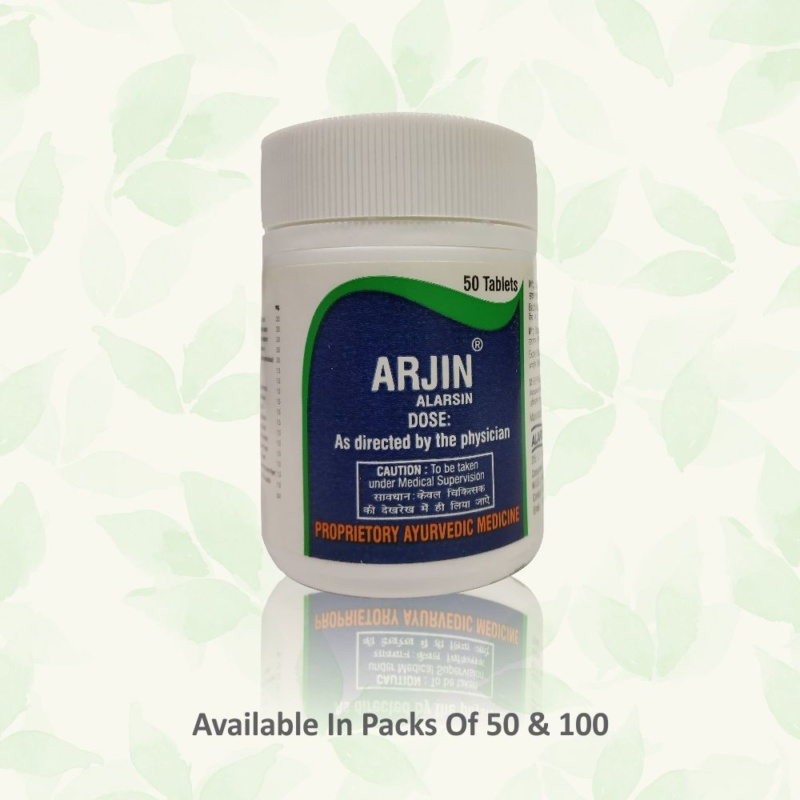 50 Tablets
ARJIN®
ALARSIN
DOSE:
As directed by the physician
CAUTION : To be taken
under Medical Supervision
सावधान : केवल चिकित्सक
की देखरेख में ही लिया जाऐ
PROPRIETORY AYURVEDIC MEDICINE
Available In Packs Of 50 & 100